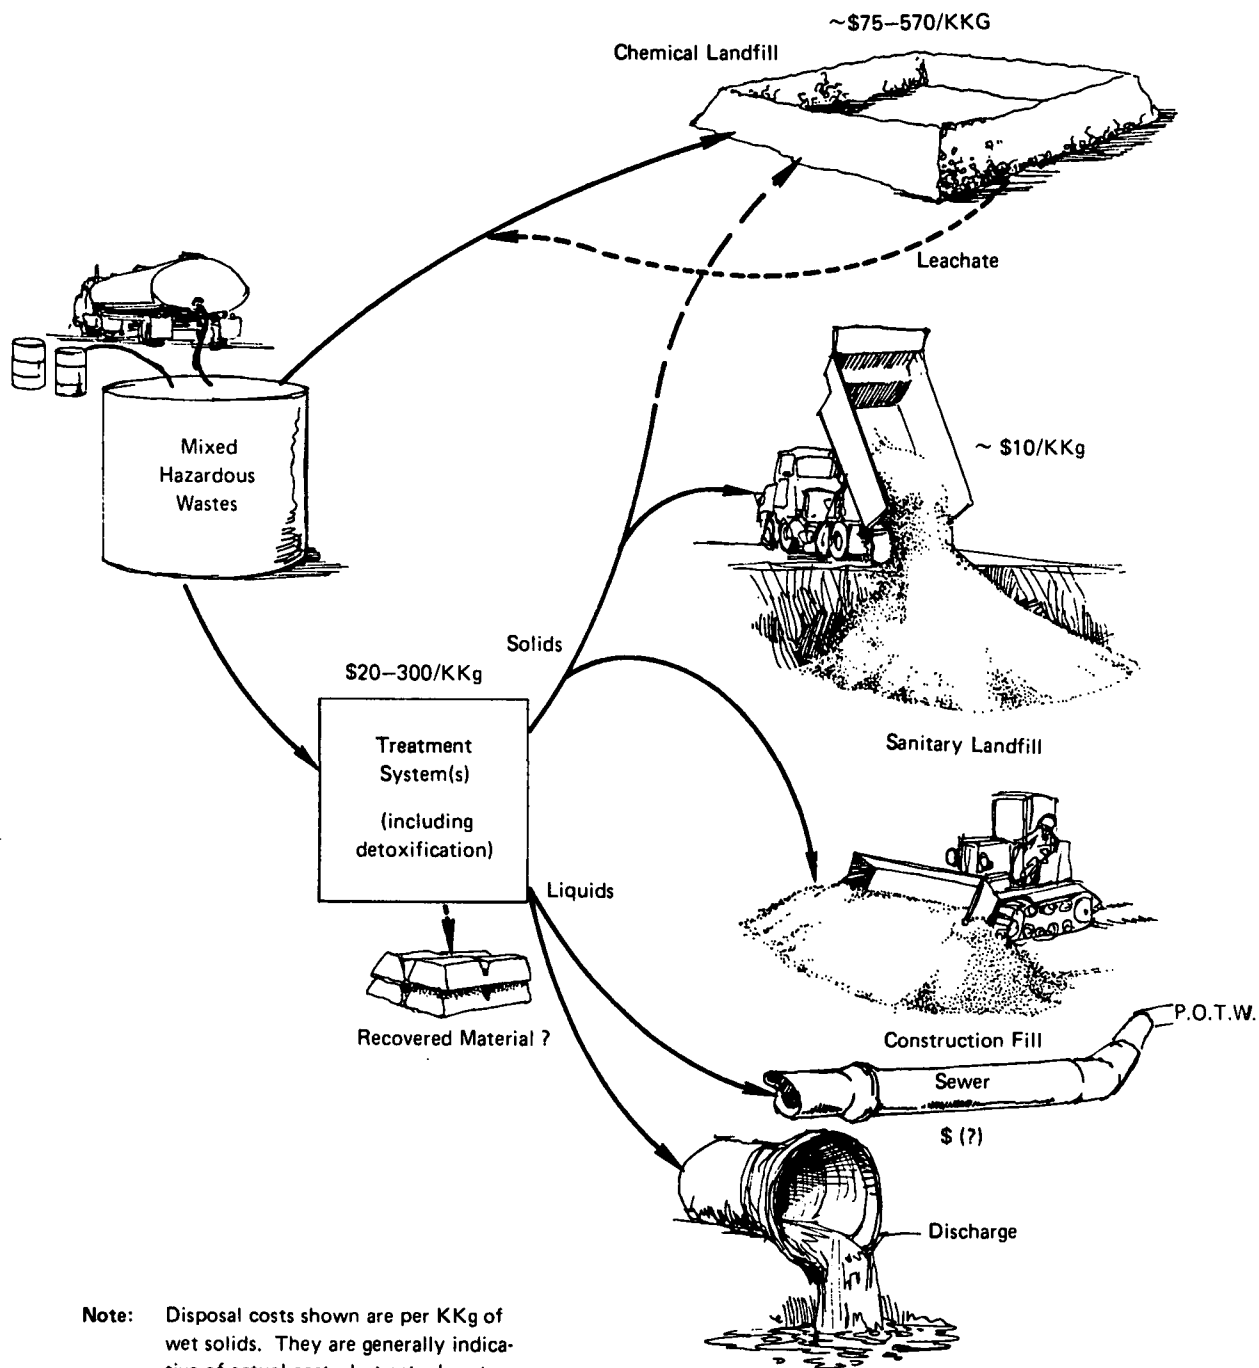 ~$75–570/KKG
Chemical Landfill
Leachate
Mixed
Hazardous
Wastes
~ $10/KKg
Solids
$20–300/KKg
Sanitary Landfill
Treatment
System(s)
(including
detoxification)
Liquids
Recovered Material ?
P.O.T.W.
Construction Fill
Sewer
$ (?)
Discharge
Note: Disposal costs shown are per KKg of
wet solids. They are generally indica-